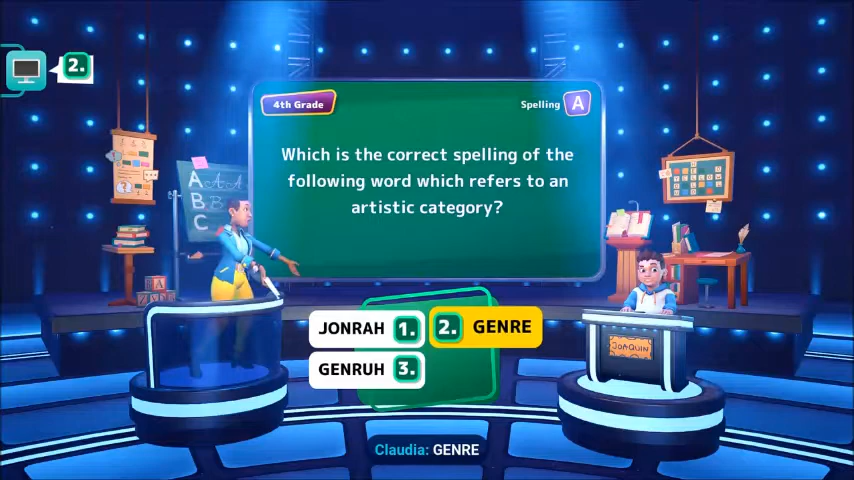 2.
4th Grade
Spelling A
Which is the correct spelling of the
following word which refers to an
artistic category?
A
B
C
JONRAH 1.
2. GENRE
GENRUH 3.
JOAQUIN
Claudia: GENRE